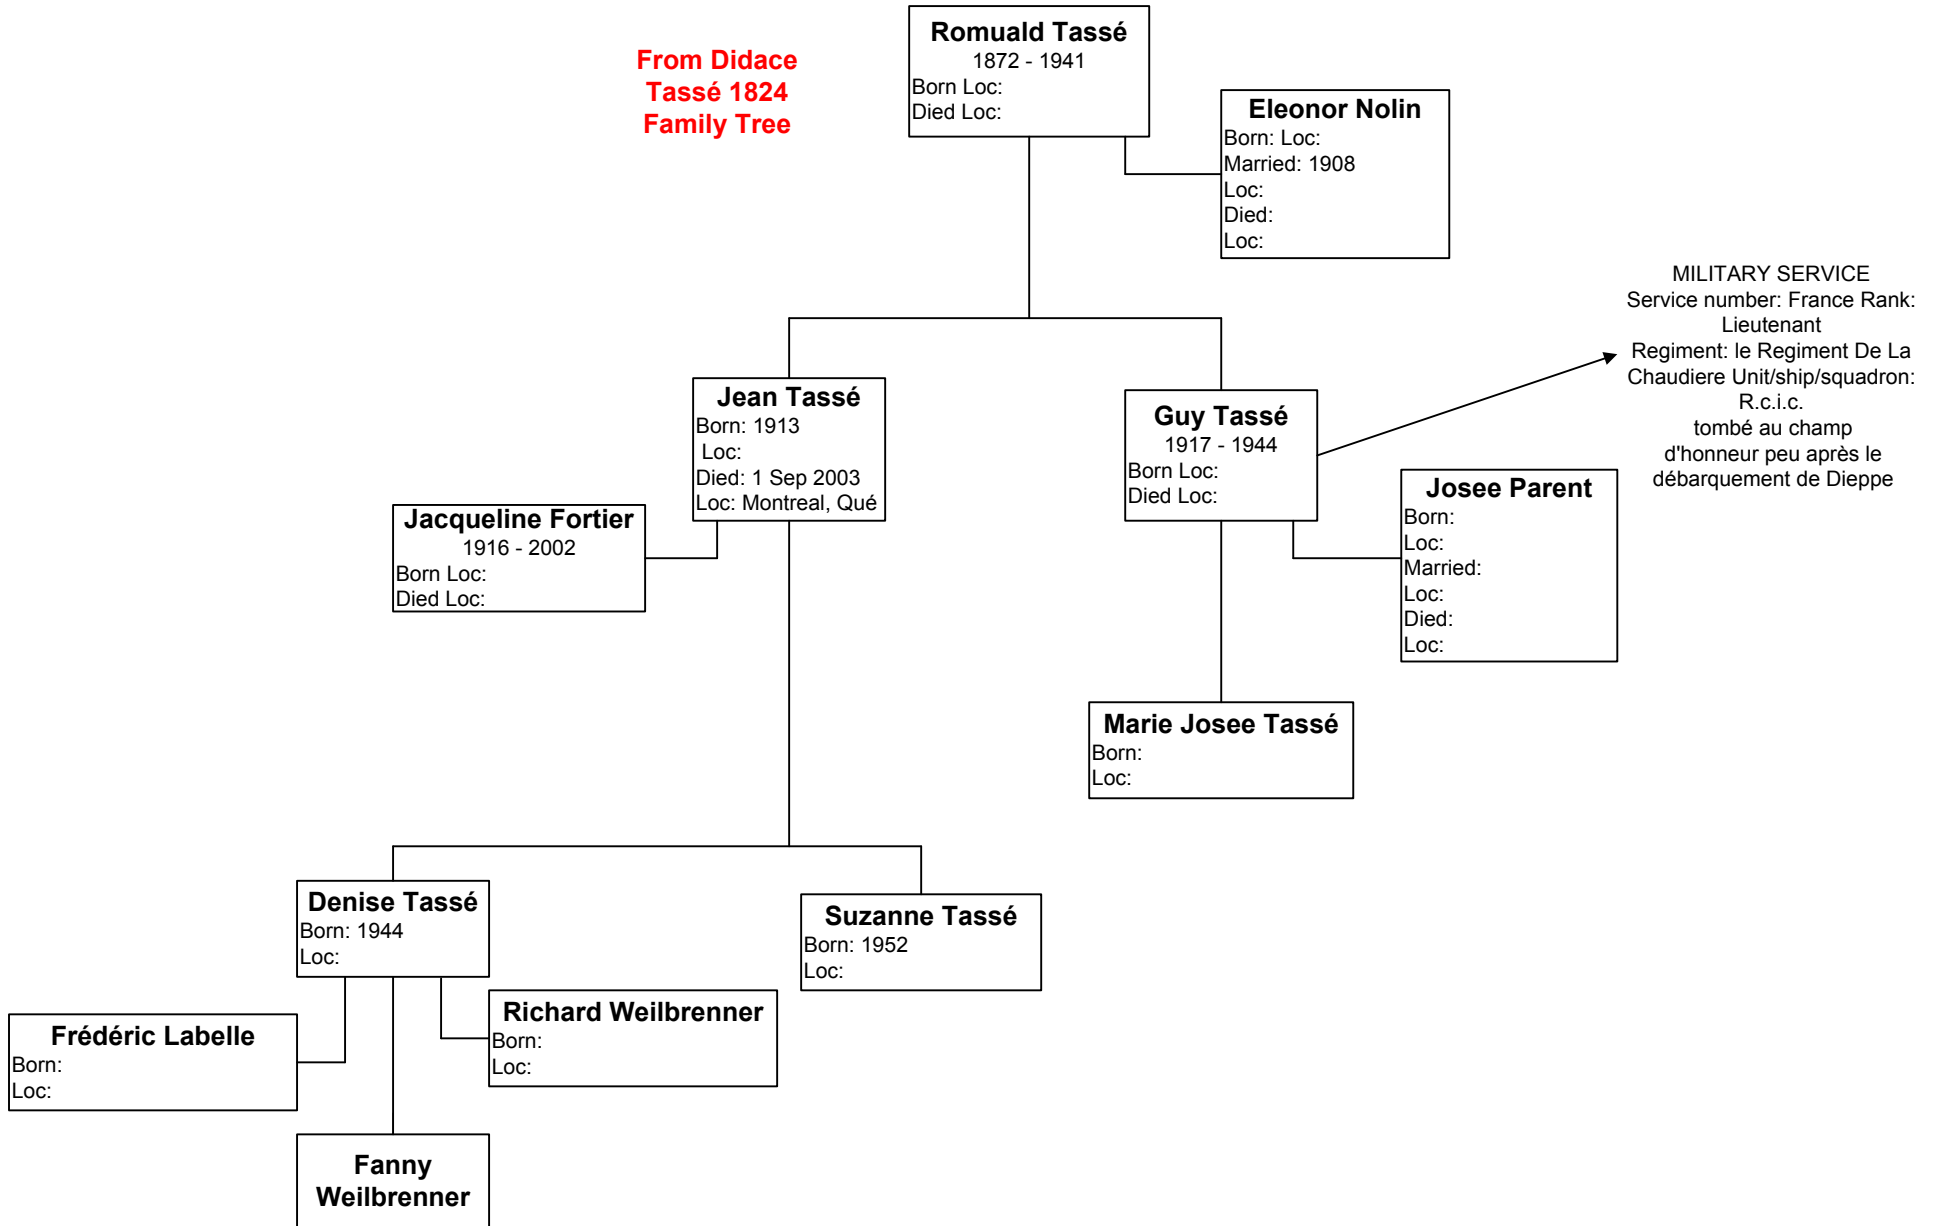 From Didace
Tassé 1824
Family Tree
Romuald Tassé
1872 - 1941
Born Loc:
Died Loc:
Eleonor Nolin
Born: Loc:
Married: 1908
Loc:
Died:
Loc:
MILITARY SERVICE
Service number: France Rank:
Lieutenant
Regiment: le Regiment De La
Chaudiere Unit/ship/squadron:
R.c.i.c.
tombé au champ
d'honneur peu après le
débarquement de Dieppe
Jean Tassé
Born: 1913
Loc:
Died: 1 Sep 2003
Loc: Montreal, Qué
Guy Tassé
1917 - 1944
Born Loc:
Died Loc:
Jacqueline Fortier
1916 - 2002
Born Loc:
Died Loc:
Josee Parent
Born:
Loc:
Married:
Loc:
Died:
Loc:
Marie Josee Tassé
Born:
Loc:
Denise Tassé
Born: 1944
Loc:
Suzanne Tassé
Born: 1952
Loc:
Frédéric Labelle
Born:
Loc:
Richard Weilbrenner
Born:
Loc:
Fanny
Weilbrenner